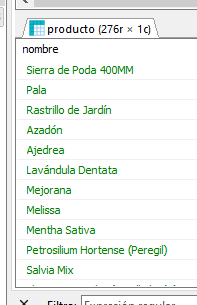 producto (276r × 1c)
nombre
Sierra de Poda 400MM
Pala
Rastrillo de Jardín
Azadón
Ajedrea
Lavándula Dentata
Mejorana
Melissa
Mentha Sativa
Petrosilium Hortense (Peregil)
Salvia Mix